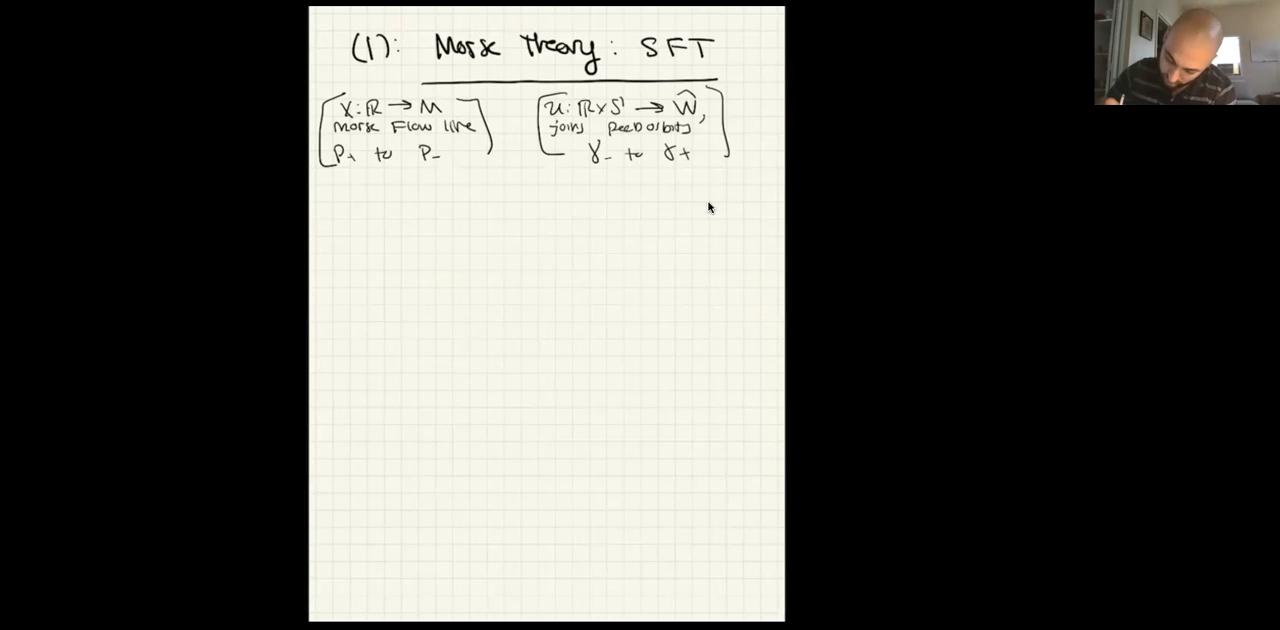 (1): Morse Theory: SFT
γ: ℝ → M
Morse Flow line
P₊ to P₋
u: ℝ×S¹ → Ŵ,
joins Reeb orbits
γ₋ to γ₊